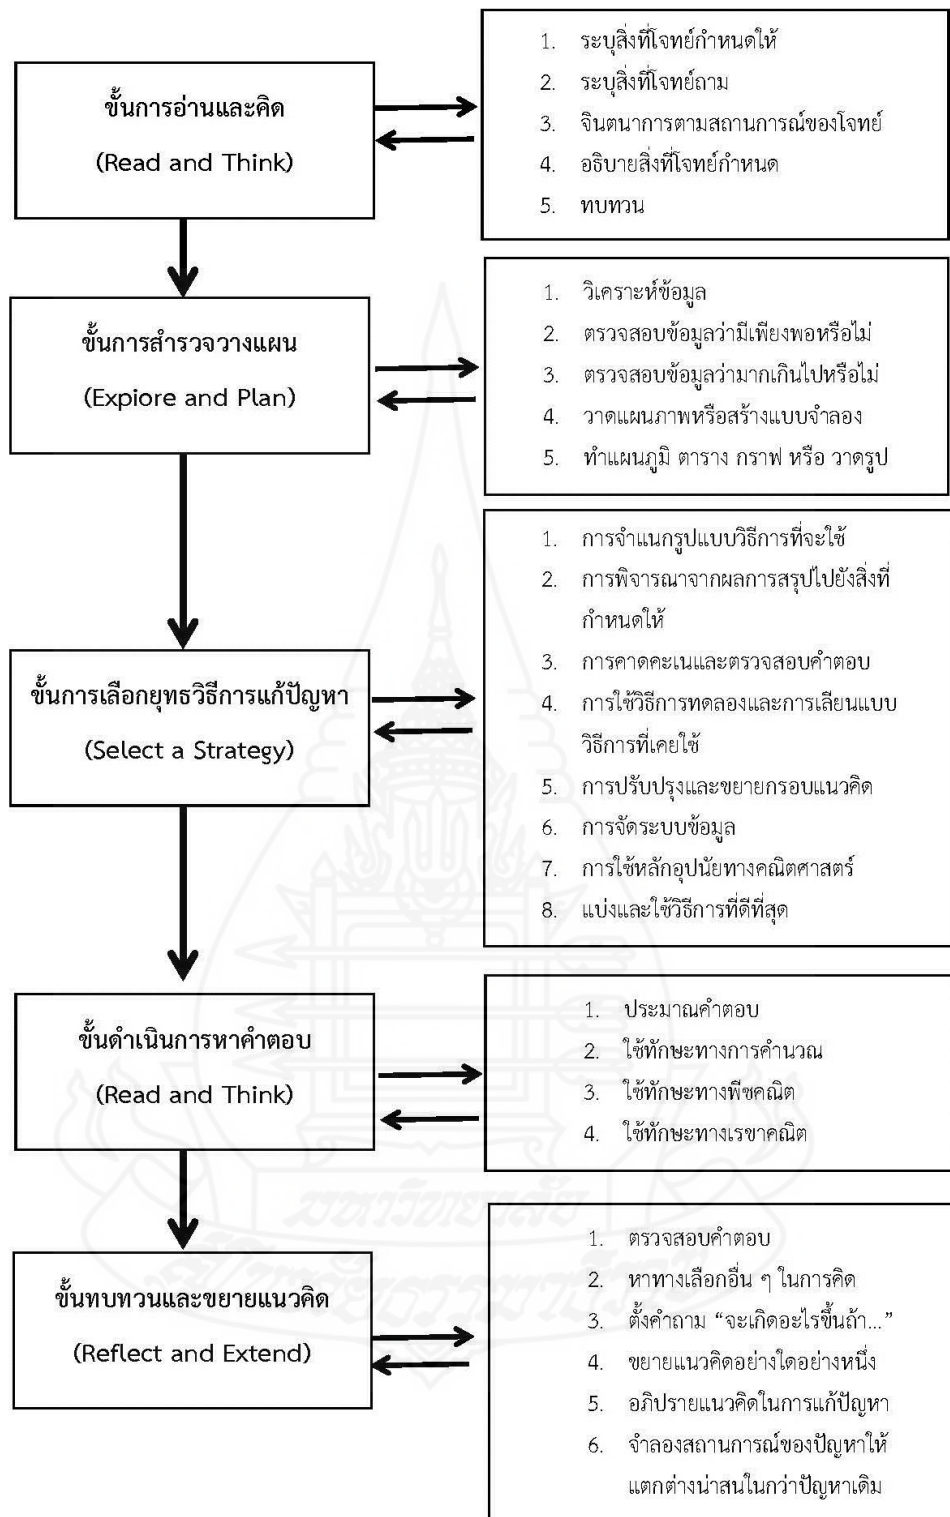 ขั้นการอ่านและคิด
(Read and Think)
1. ระบุสิ่งที่โจทย์กำหนดให้
2. ระบุสิ่งที่โจทย์ถาม
3. จินตนาการตามสถานการณ์ของโจทย์
4. อธิบายสิ่งที่โจทย์กำหนด
5. ทบทวน
ขั้นการสำรวจวางแผน
(Expiore and Plan)
1. วิเคราะห์ข้อมูล
2. ตรวจสอบข้อมูลว่ามีเพียงพอหรือไม่
3. ตรวจสอบข้อมูลว่ามากเกินไปหรือไม่
4. วาดแผนภาพหรือสร้างแบบจำลอง
5. ทำแผนภูมิ ตาราง กราฟ หรือ วาดรูป
ขั้นการเลือกยุทธวิธีการแก้ปัญหา
(Select a Strategy)
1. การจำแนกรูปแบบวิธีการที่จะใช้
2. การพิจารณาจากผลการสรุปไปยังสิ่งที่
กำหนดให้
3. การคาดคะเนและตรวจสอบคำตอบ
4. การใช้วิธีการทดลองและการเลียนแบบ
วิธีการที่เคยใช้
5. การปรับปรุงและขยายกรอบแนวคิด
6. การจัดระบบข้อมูล
7. การใช้หลักอุปนัยทางคณิตศาสตร์
8. แบ่งและใช้วิธีการที่ดีที่สุด
ขั้นดำเนินการหาคำตอบ
(Read and Think)
1. ประมาณคำตอบ
2. ใช้ทักษะทางการคำนวณ
3. ใช้ทักษะทางพีชคณิต
4. ใช้ทักษะทางเรขาคณิต
มหาวิทยาลัย
สุโขทัยธรรมาธิราช
ขั้นทบทวนและขยายแนวคิด
(Reflect and Extend)
1. ตรวจสอบคำตอบ
2. หาทางเลือกอื่น ๆ ในการคิด
3. ตั้งคำถาม “จะเกิดอะไรขึ้นถ้า...”
4. ขยายแนวคิดอย่างใดอย่างหนึ่ง
5. อภิปรายแนวคิดในการแก้ปัญหา
6. จำลองสถานการณ์ของปัญหาให้
แตกต่างน่าสนในกว่าปัญหาเดิม